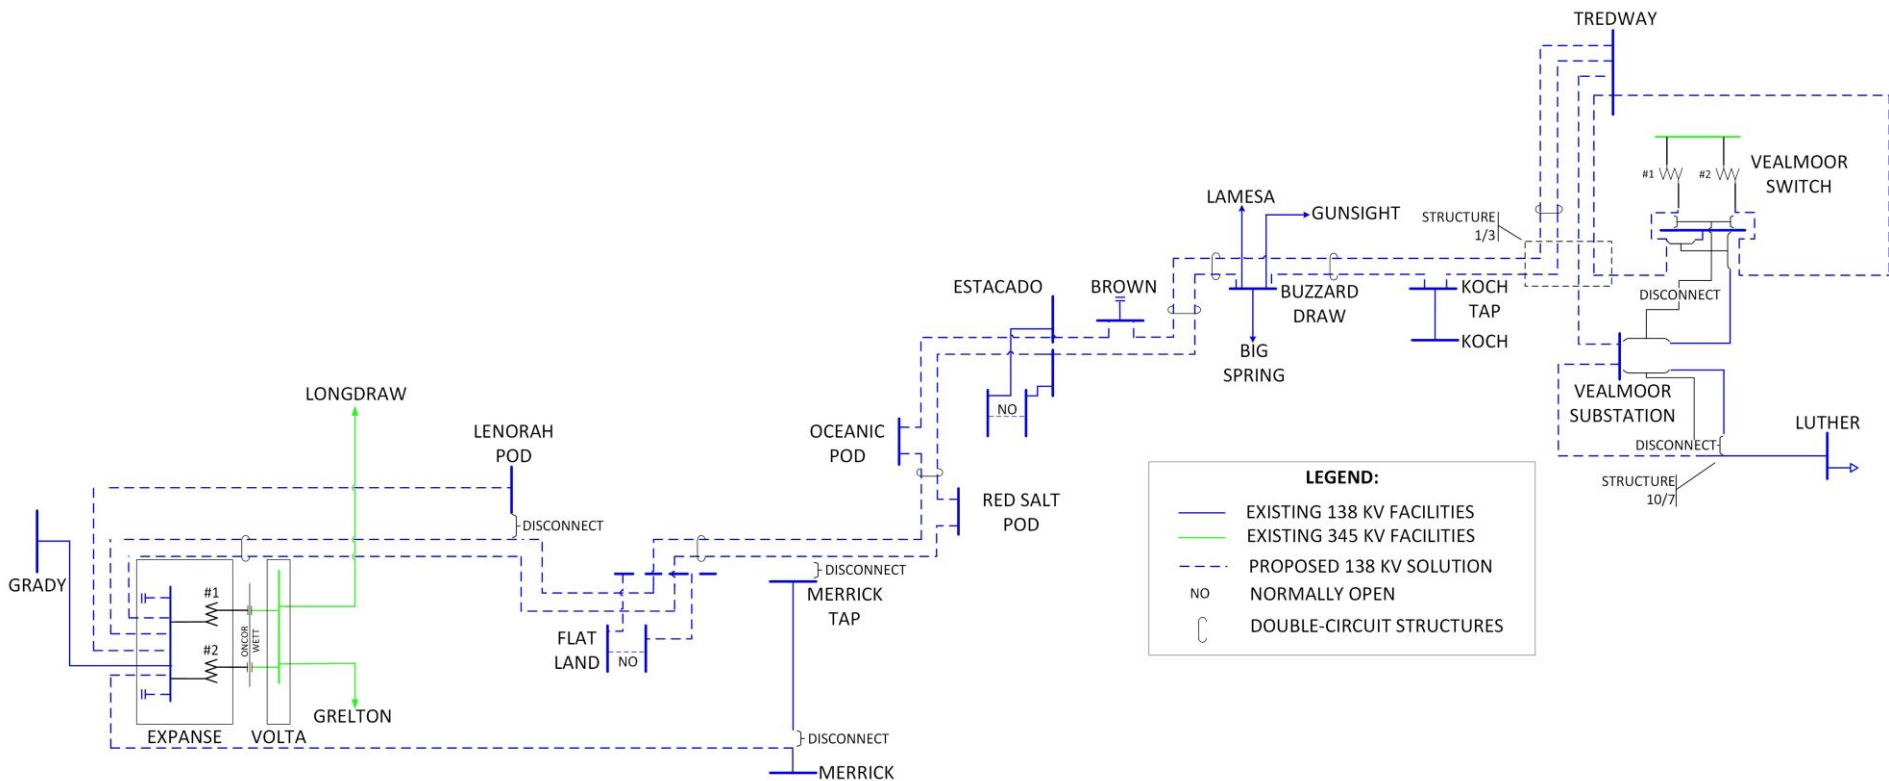 TREDWAY
#1
#2
VEALMOOR
SWITCH
LAMESA
GUNSIGHT
STRUCTURE
1/3
ESTACADO
BROWN
BUZZARD
DRAW
KOCH
TAP
KOCH
BIG
SPRING
DISCONNECT
VEALMOOR
SUBSTATION
LUTHER
DISCONNECT
STRUCTURE
10/7
LONGDRAW
LENORAH
POD
OCEANIC
POD
NO
RED SALT
POD
DISCONNECT
GRADY
#1
#2
ONCOR
WETT
DISCONNECT
MERRICK
TAP
FLAT
LAND
NO
GRELTON
EXPANSE
VOLTA
DISCONNECT
MERRICK
LEGEND:
EXISTING 138 KV FACILITIES
EXISTING 345 KV FACILITIES
PROPOSED 138 KV SOLUTION
NO NORMALLY OPEN
DOUBLE-CIRCUIT STRUCTURES